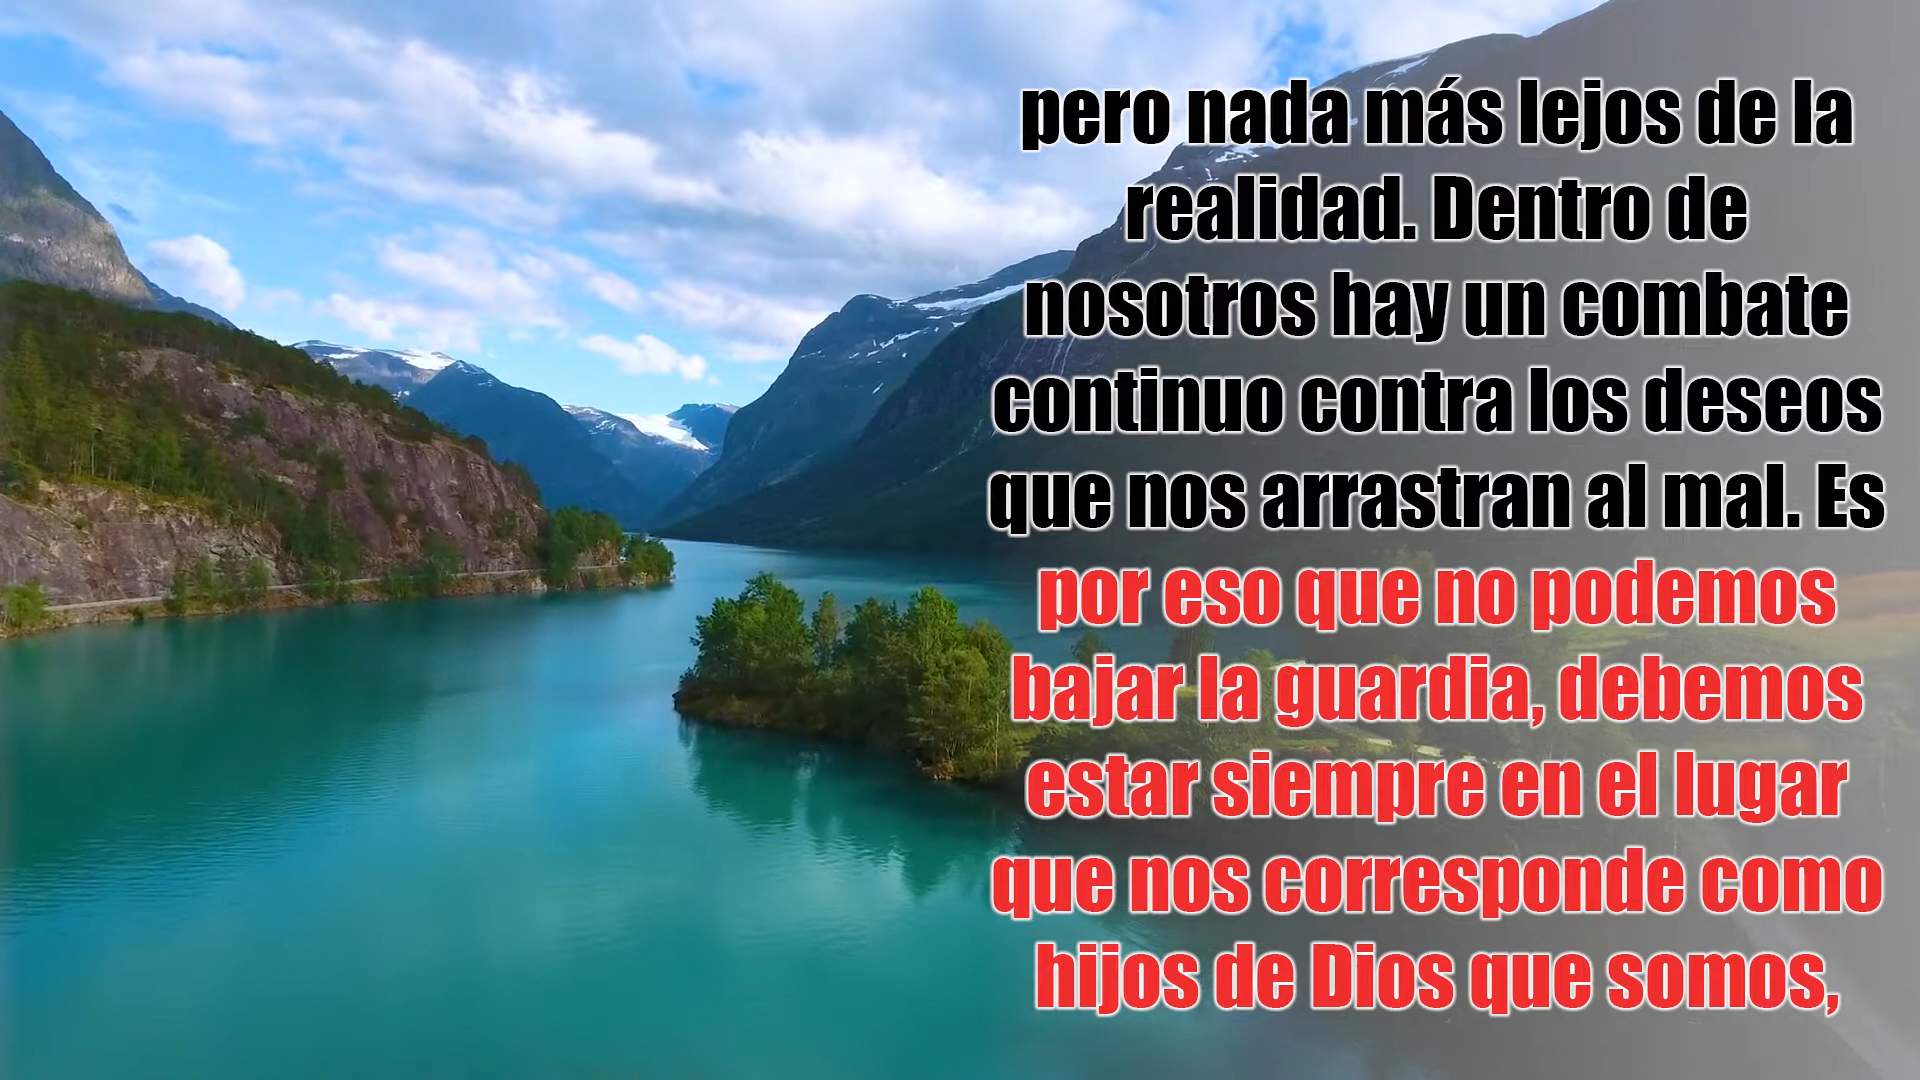 pero nada más lejos de la
realidad. Dentro de
nosotros hay un combate
continuo contra los deseos
que nos arrastran al mal. Es
por eso que no podemos
bajar la guardia, debemos
estar siempre en el lugar
que nos corresponde como
hijos de Dios que somos,